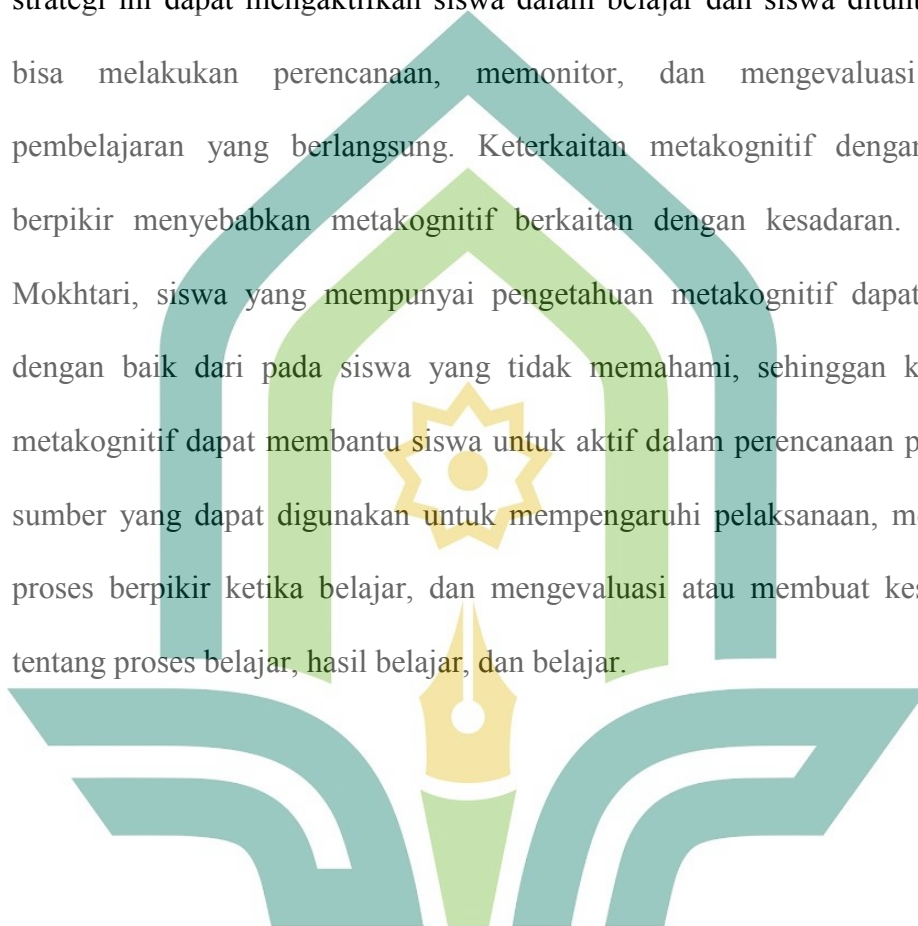 strategi ini dapat mengaktifkan siswa dalam belajar dan siswa
bisa melakukan perencanaan, memonitor, dan mengevaluasi
pembelajaran yang berlangsung. Keterkaitan metakognitif dengan
berpikir menyebabkan metakognitif berkaitan dengan kesadaran.
Mokhtari, siswa yang mempunyai pengetahuan metakognitif dapat
dengan baik dari pada siswa yang tidak memahami, sehinggan
metakognitif dapat membantu siswa untuk aktif dalam perencanaan
sumber yang dapat digunakan untuk mempengaruhi pelaksanaan,
proses berpikir ketika belajar, dan mengevaluasi atau membuat
tentang proses belajar, hasil belajar, dan belajar.